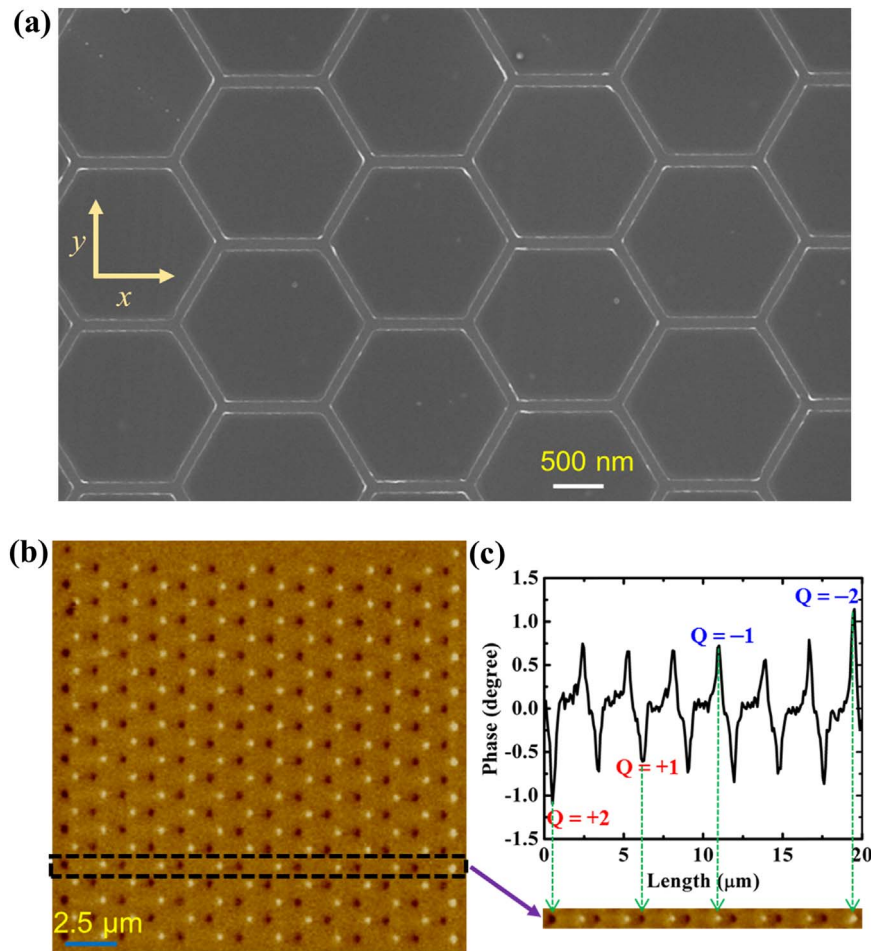 (a)
y
x
500 nm
(b)
2.5 μm
(c)
1.5
1.0
0.5
0.0
-0.5
-1.0
-1.5
Phase (degree)
Q = −2
Q = −1
Q = +1
Q = +2
0 5 10 15 20
Length (μm)